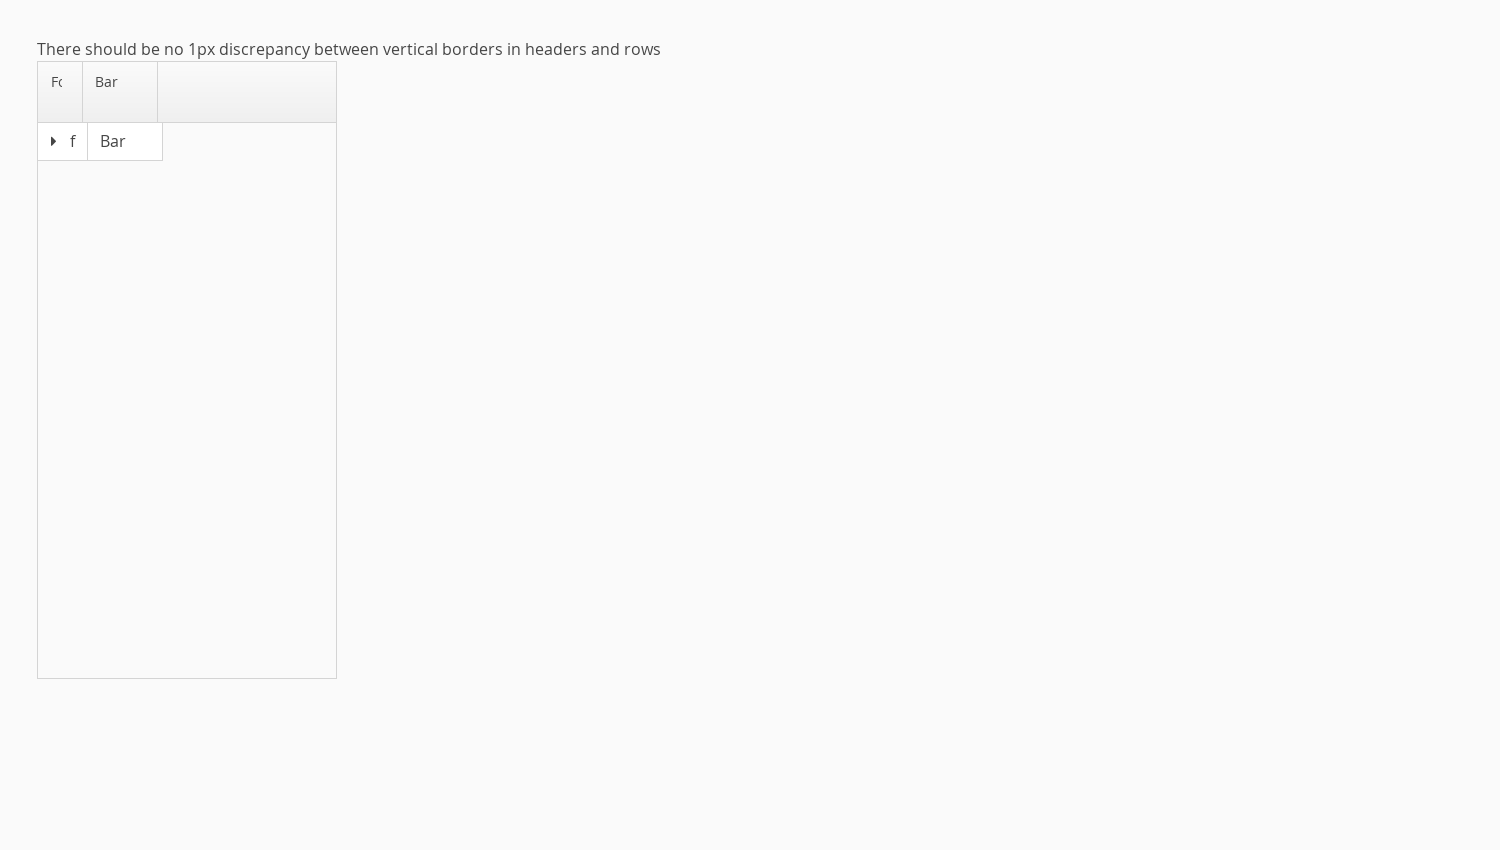 There should be no 1px discrepancy between vertical borders in headers and rows
Fo Bar
f Bar